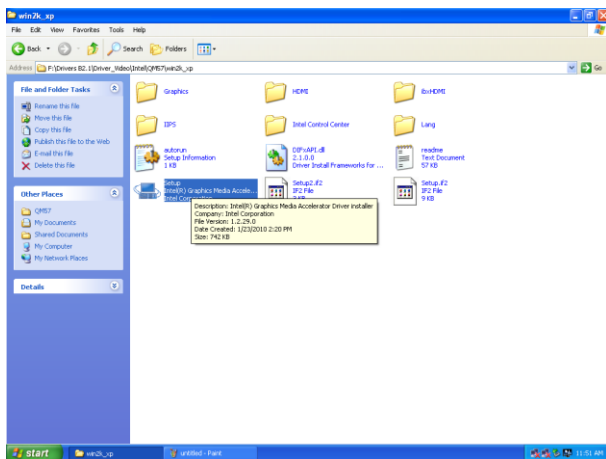 win2k_xp
File Edit View Favorites Tools Help
Back Search Folders
Address F:\Drivers B2.1\Driver_Video\Intel\QM57\win2k_xp Go
File and Folder Tasks
Rename this file
Move this file
Copy this file
Publish this file to the Web
E-mail this file
Delete this file
Other Places
QM57
My Documents
Shared Documents
My Computer
My Network Places
Details
Graphics
HDMI
ibxHDMI
IIPS
Intel Control Center
Lang
autorun
Setup Information
1 KB
DIFxAPI.dll
2.1.0.0
Driver Install Frameworks for ...
readme
Text Document
57 KB
Setup
Intel(R) Graphics Media Accele...
Intel Corporation
Setup2.if2
IF2 File
Setup.if2
IF2 File
9 KB
Description: Intel(R) Graphics Media Accelerator Driver Installer
Company: Intel Corporation
File Version: 1.2.29.0
Date Created: 1/23/2010 2:20 PM
Size: 742 KB
start win2k_xp untitled - Paint 11:51 AM